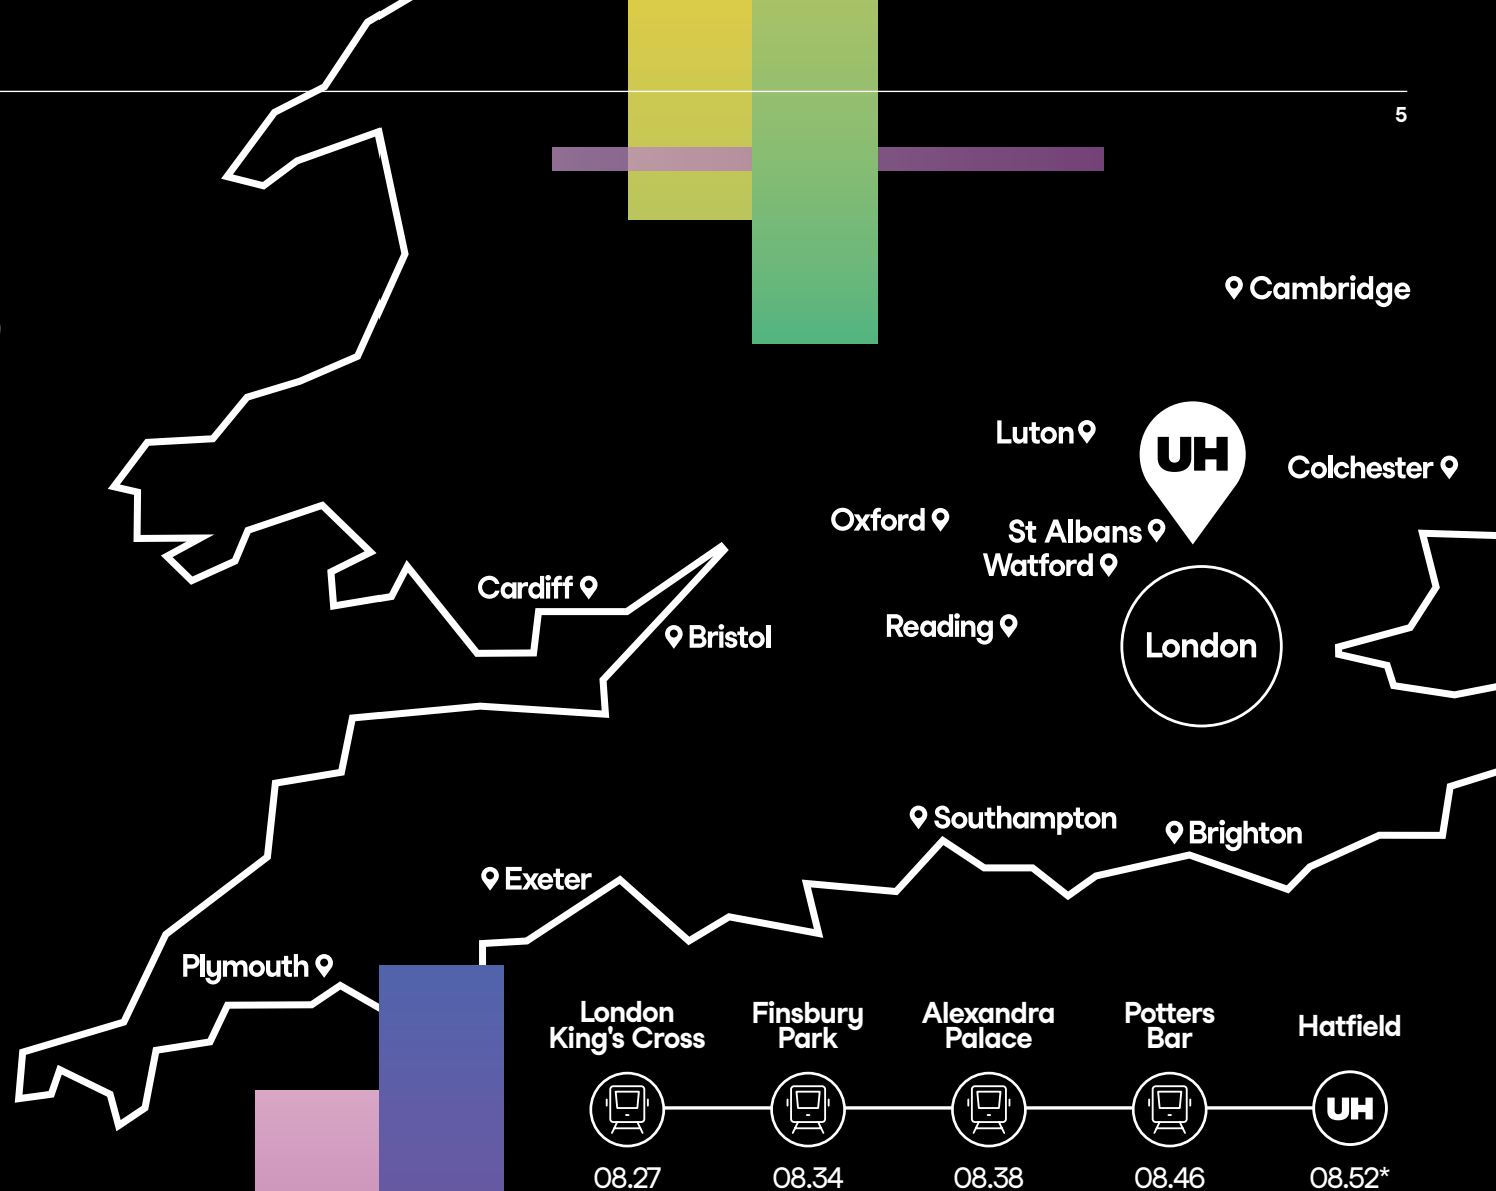 5
Cambridge
Luton
UH
Colchester
Oxford
St Albans
Watford
Cardiff
Reading
Bristol
London
Southampton
Brighton
Exeter
Plymouth
London
King's Cross
Finsbury
Park
Alexandra
Palace
Potters
Bar
Hatfield
UH
08.27
08.34
08.38
08.46
08.52*